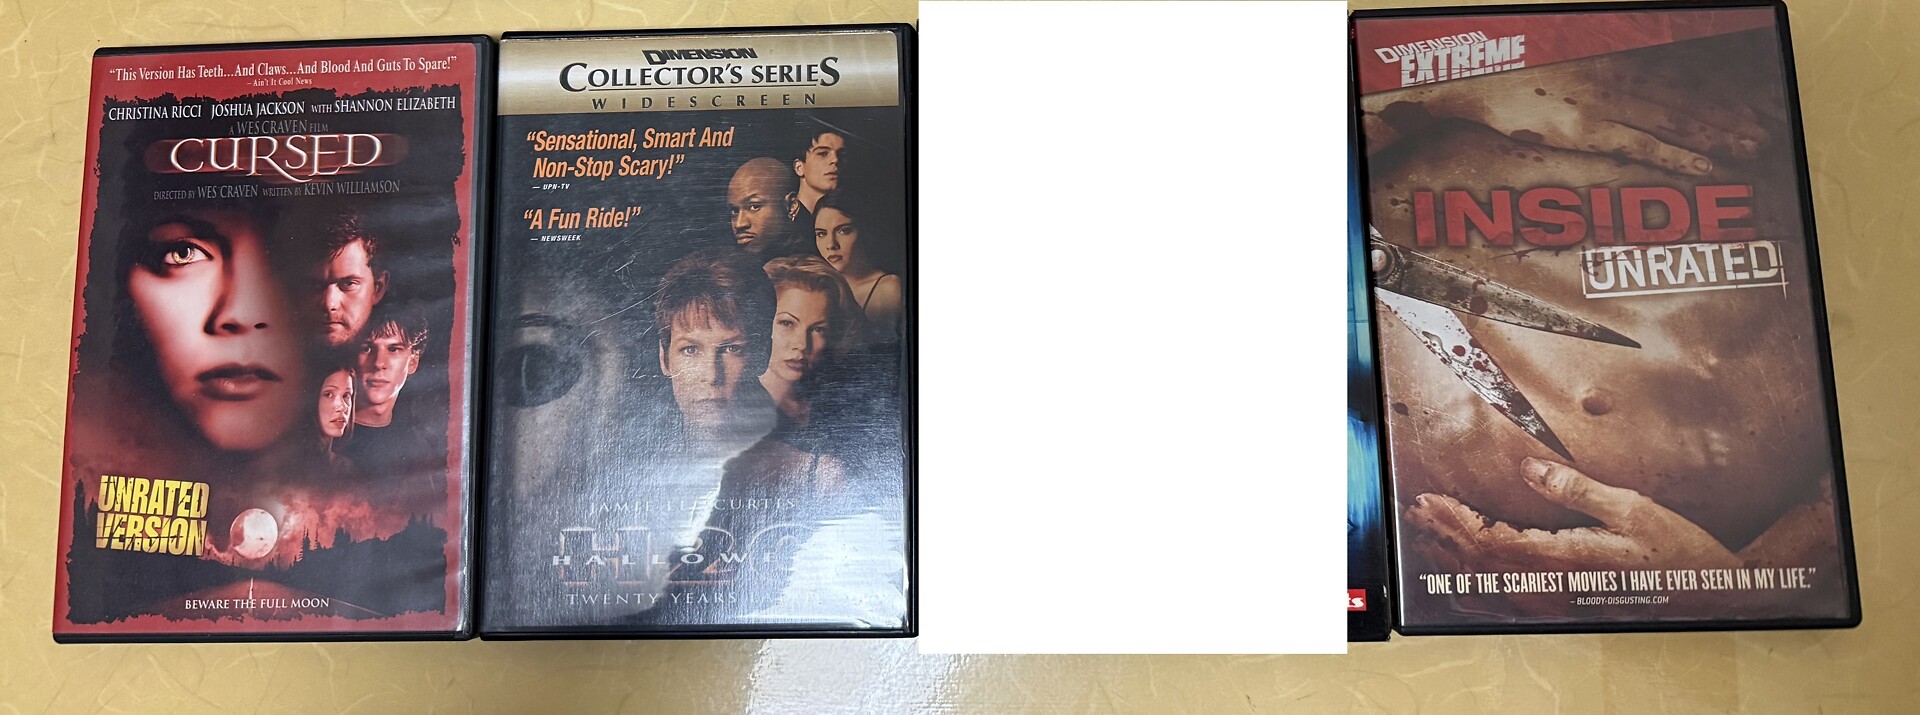 "This Version Has Teeth...And Claws...And Blood And Guts To Spare!"
– Ain't It Cool News
CHRISTINA RICCI JOSHUA JACKSON WITH SHANNON ELIZABETH
A WES CRAVEN FILM
CURSED
DIRECTED BY WES CRAVEN WRITTEN BY KEVIN WILLIAMSON
UNRATED
VERSION
BEWARE THE FULL MOON
DIMENSION
COLLECTOR'S SERIES
WIDESCREEN
"Sensational, Smart And
Non-Stop Scary!"
— UPN-TV
"A Fun Ride!"
— NEWSWEEK
JAMIE LEE CURTIS
H2
HALLOWE
TWENTY YEARS
DIMENSION
EXTREME
INSIDE
UNRATED
"ONE OF THE SCARIEST MOVIES I HAVE EVER SEEN IN MY LIFE."
– BLOODY-DISGUSTING.COM